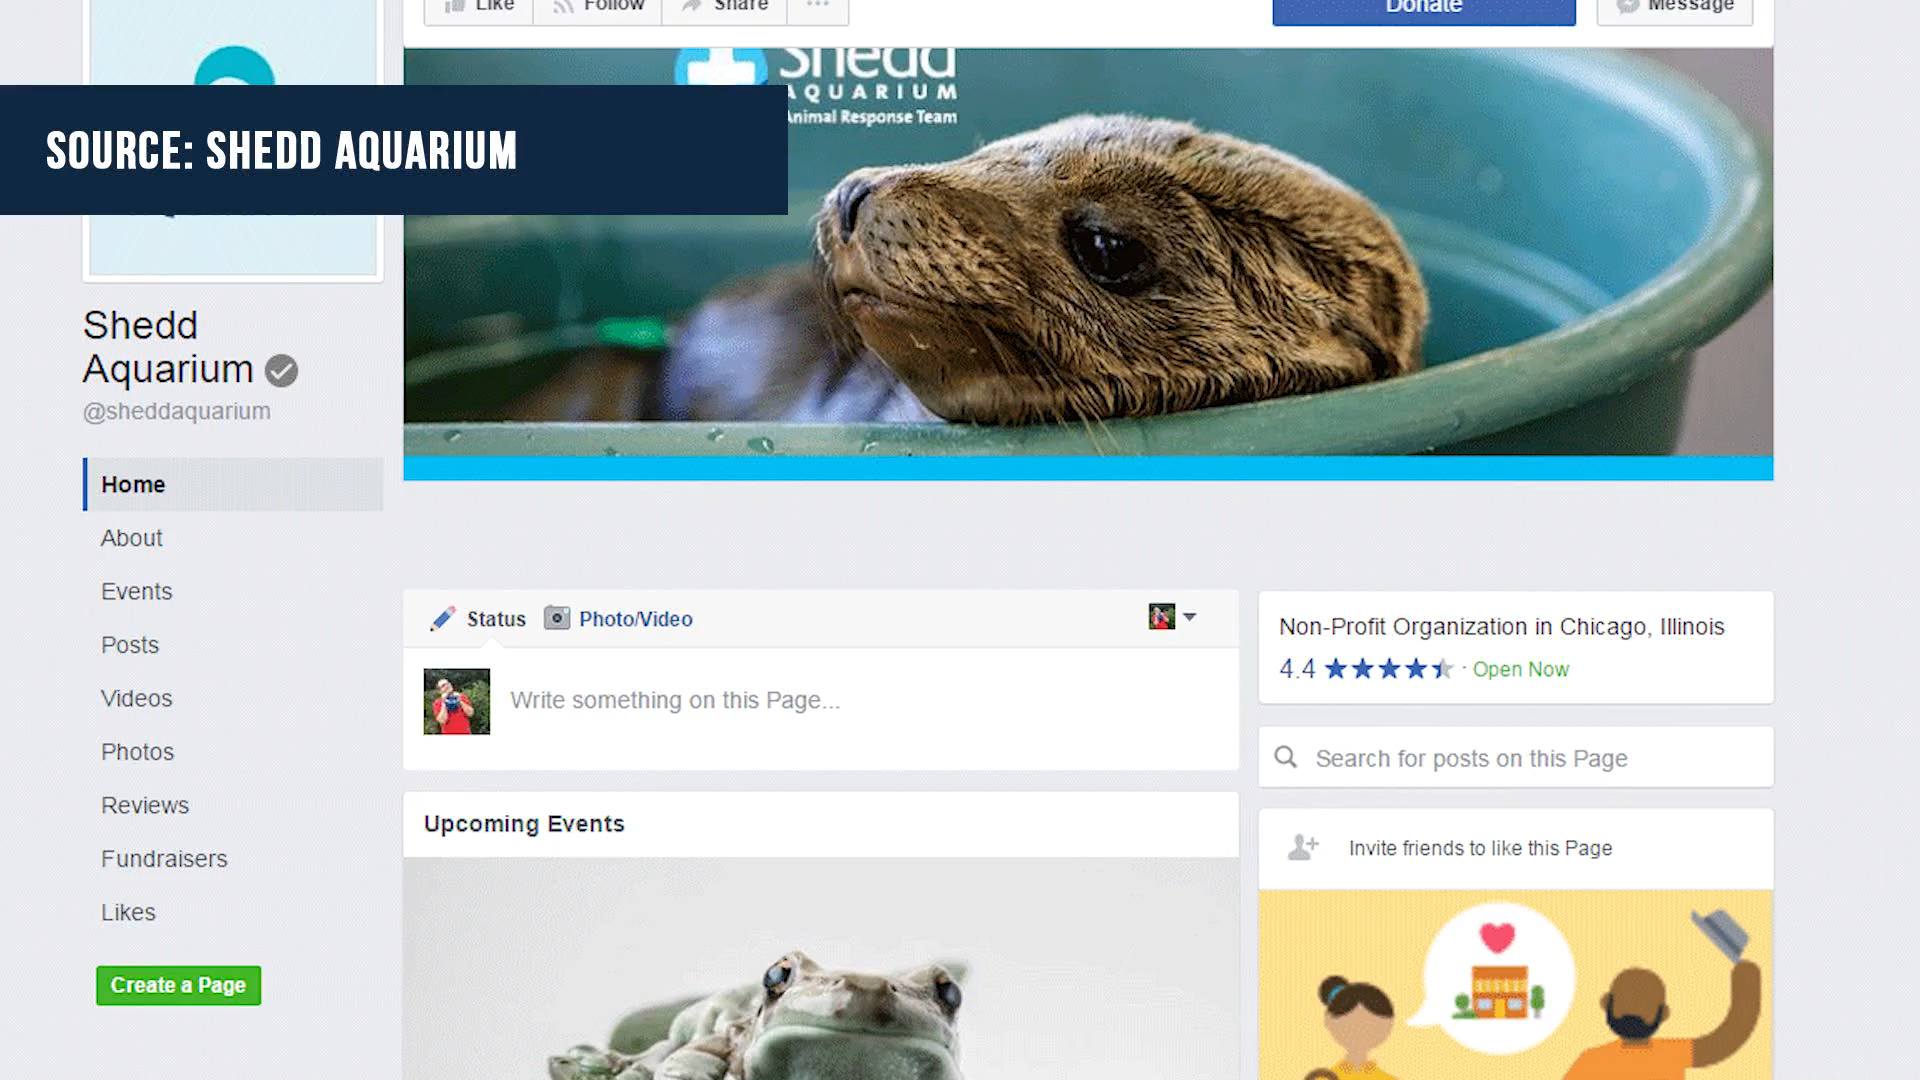 Like
Follow
Share
Donate
Message
Shedd
AQUARIUM
Animal Response Team
SOURCE: SHEDD AQUARIUM
Shedd
Aquarium
@sheddaquarium
Home
About
Events
Posts
Videos
Photos
Reviews
Fundraisers
Likes
Create a Page
Status
Photo/Video
Write something on this Page...
Upcoming Events
Non-Profit Organization in Chicago, Illinois
4.4 ★★★★★ · Open Now
Search for posts on this Page
Invite friends to like this Page